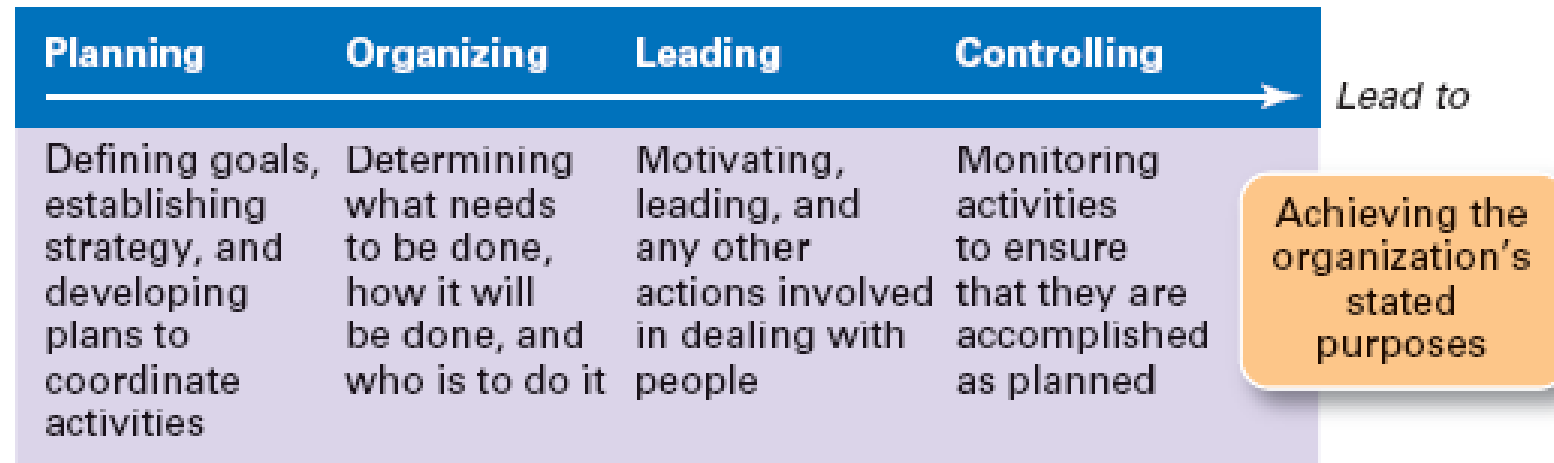 Planning
Organizing
Leading
Controlling
Lead to
Defining goals,
establishing
strategy, and
developing
plans to
coordinate
activities
Determining
what needs
to be done,
how it will
be done, and
who is to do it
Motivating,
leading, and
any other
actions involved
in dealing with
people
Monitoring
activities
to ensure
that they are
accomplished
as planned
Achieving the
organization's
stated
purposes